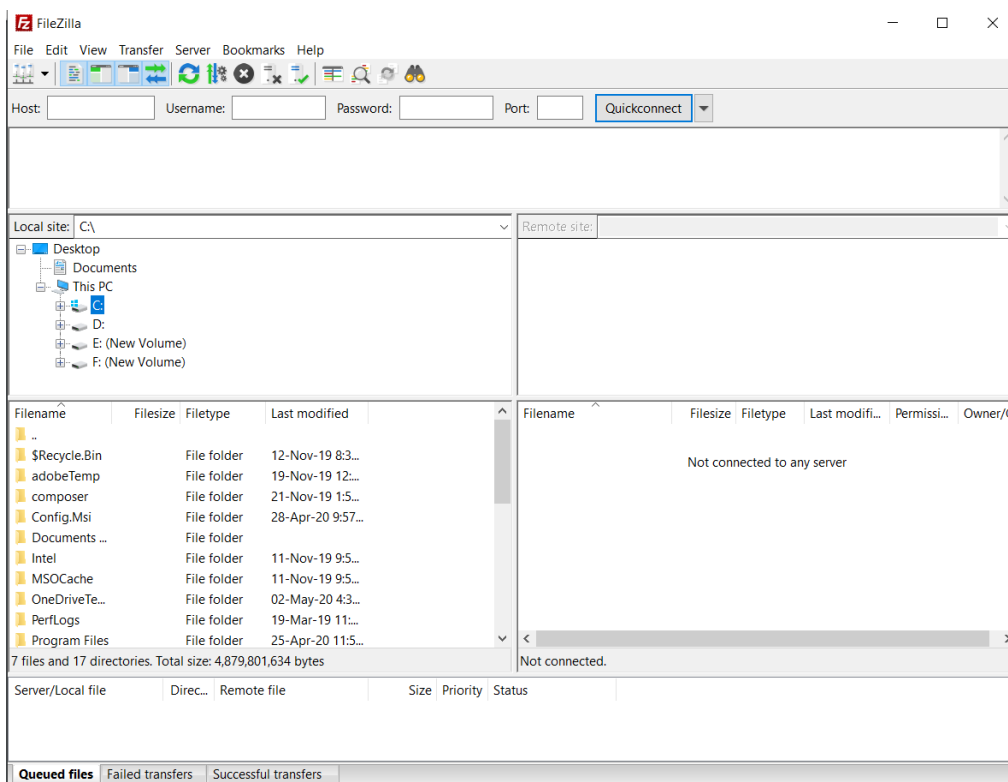 FileZilla
File Edit View Transfer Server Bookmarks Help
Host: Username: Password: Port: Quickconnect
Local site: C:\
Desktop
Documents
This PC
C:
D:
E: (New Volume)
F: (New Volume)
Remote site:
Filename Filesize Filetype Last modified
..
$Recycle.Bin File folder 12-Nov-19 8:3...
adobeTemp File folder 19-Nov-19 12:...
composer File folder 21-Nov-19 1:5...
Config.Msi File folder 28-Apr-20 9:57...
Documents ... File folder
Intel File folder 11-Nov-19 9:5...
MSOCache File folder 11-Nov-19 9:5...
OneDriveTe... File folder 02-May-20 4:3...
PerfLogs File folder 19-Mar-19 11:...
Program Files File folder 25-Apr-20 11:5...
7 files and 17 directories. Total size: 4,879,801,634 bytes
Filename Filesize Filetype Last modifi... Permissi... Owner/
Not connected to any server
Not connected.
Server/Local file Direc... Remote file Size Priority Status
Queued files Failed transfers Successful transfers